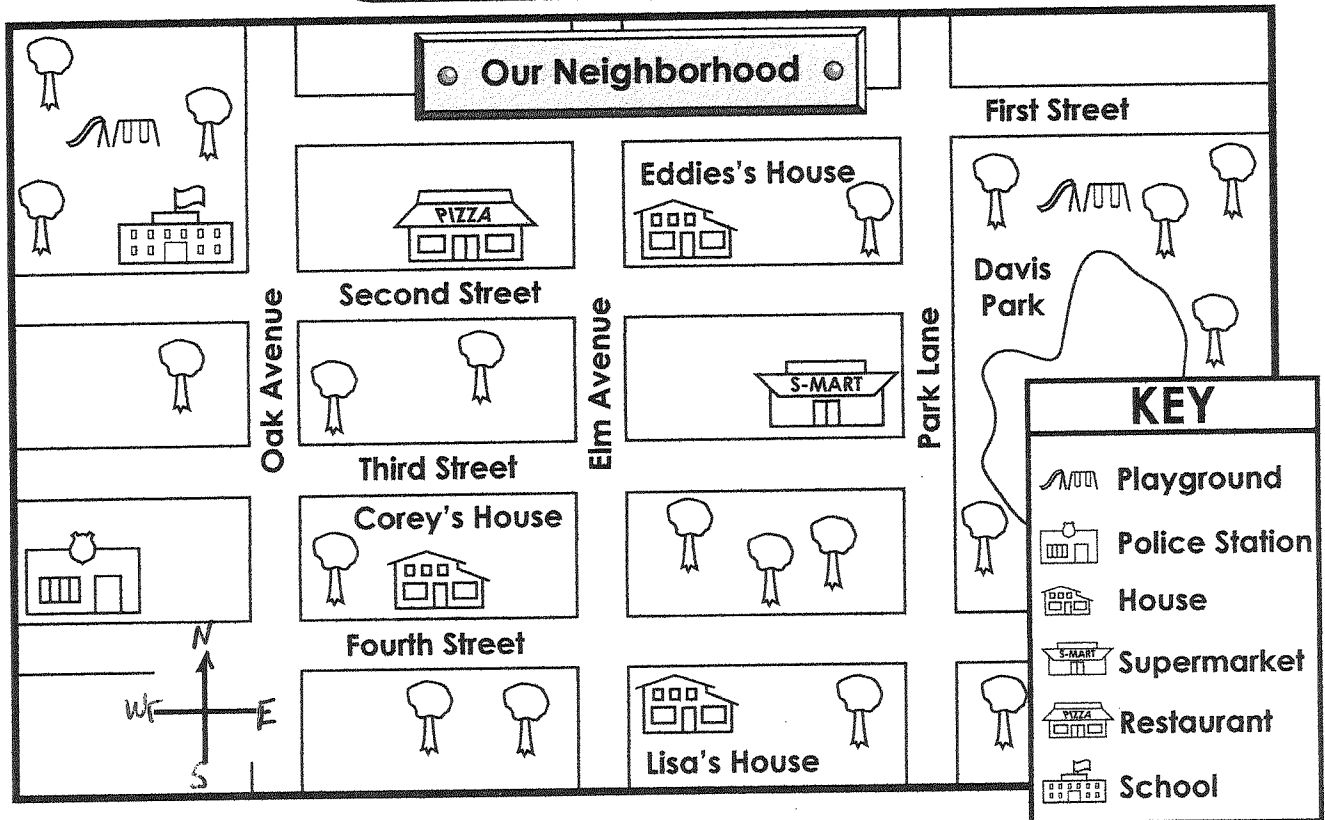 Our Neighborhood
First Street
Eddies's House
PIZZA
Davis
Park
Second Street
Oak Avenue
Elm Avenue
Park Lane
S-MART
KEY
Playground
Police Station
House
S-MART
Supermarket
PIZZA
Restaurant
School
Third Street
Corey's House
Fourth Street
N
W
E
S
Lisa's House